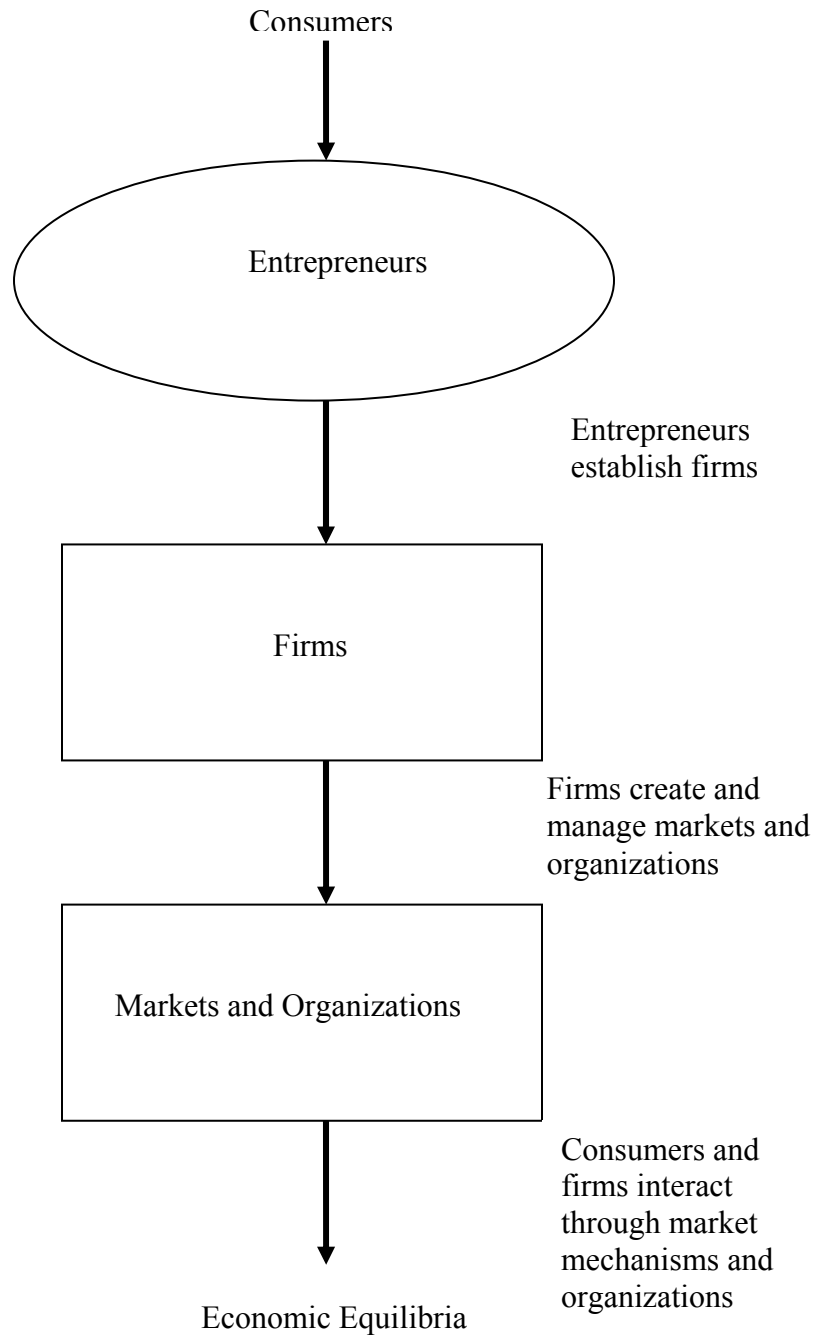 Consumers
Entrepreneurs
Entrepreneurs
establish firms
Firms
Firms create and
manage markets and
organizations
Markets and Organizations
Consumers and
firms interact
through market
mechanisms and
organizations
Economic Equilibria